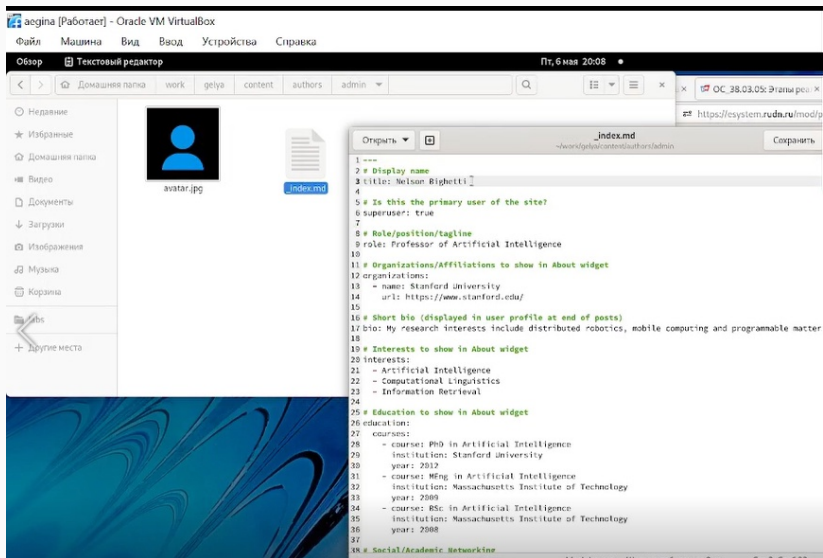 aegina [Работает] - Oracle VM VirtualBox
Файл Машина Вид Ввод Устройства Справка
Обзор Текстовый редактор Пт, 6 мая 20:08
Домашняя папка work gelya content authors admin
ОС_38.03.05: Этапы реа
https://esystem.rudn.ru/mod/p
Недавние
Избранные
Домашняя папка
Видео
Документы
Загрузки
Изображения
Музыка
Корзина
labs
+ Другие места
avatar.jpg
_index.md
Открыть _index.md Сохранить
~/work/gelya/content/authors/admin
1 ---
2 # Display name
3 title: Nelson Bighetti
4
5 # Is this the primary user of the site?
6 superuser: true
7
8 # Role/position/tagline
9 role: Professor of Artificial Intelligence
10
11 # Organizations/Affiliations to show in About widget
12 organizations:
13 - name: Stanford University
14 url: https://www.stanford.edu/
15
16 # Short bio (displayed in user profile at end of posts)
17 bio: My research interests include distributed robotics, mobile computing and programmable matter
18
19 # Interests to show in About widget
20 interests:
21 - Artificial Intelligence
22 - Computational Linguistics
23 - Information Retrieval
24
25 # Education to show in About widget
26 education:
27 courses:
28 - course: PhD in Artificial Intelligence
29 institution: Stanford University
30 year: 2012
31 - course: MEng in Artificial Intelligence
32 institution: Massachusetts Institute of Technology
33 year: 2009
34 - course: BSc in Artificial Intelligence
35 institution: Massachusetts Institute of Technology
36 year: 2008
37
38 # Social/Academic Networking